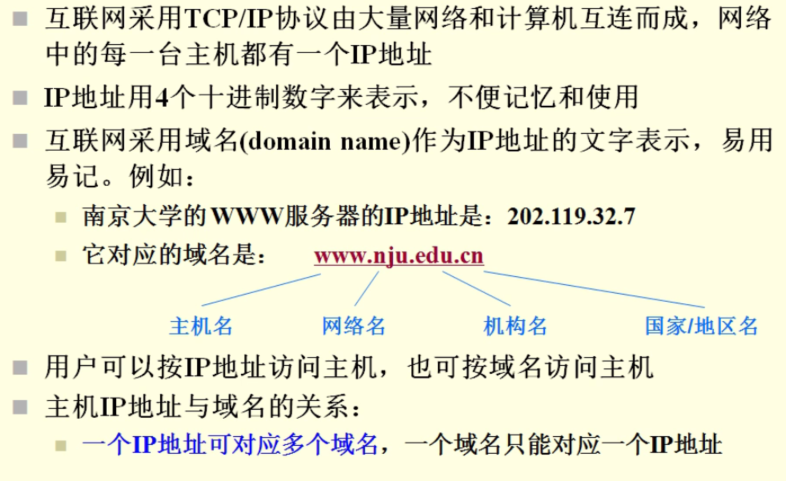 互联网采用TCP/IP协议由大量网络和计算机互连而成，网络
中的每一台主机都有一个IP地址
IP地址用4个十进制数字来表示，不便记忆和使用
互联网采用域名(domain name)作为IP地址的文字表示，易用
易记。例如：
南京大学的WWW服务器的IP地址是：202.119.32.7
它对应的域名是： www.nju.edu.cn
主机名 网络名 机构名 国家/地区名
用户可以按IP地址访问主机，也可按域名访问主机
主机IP地址与域名的关系：
一个IP地址可对应多个域名，一个域名只能对应一个IP地址